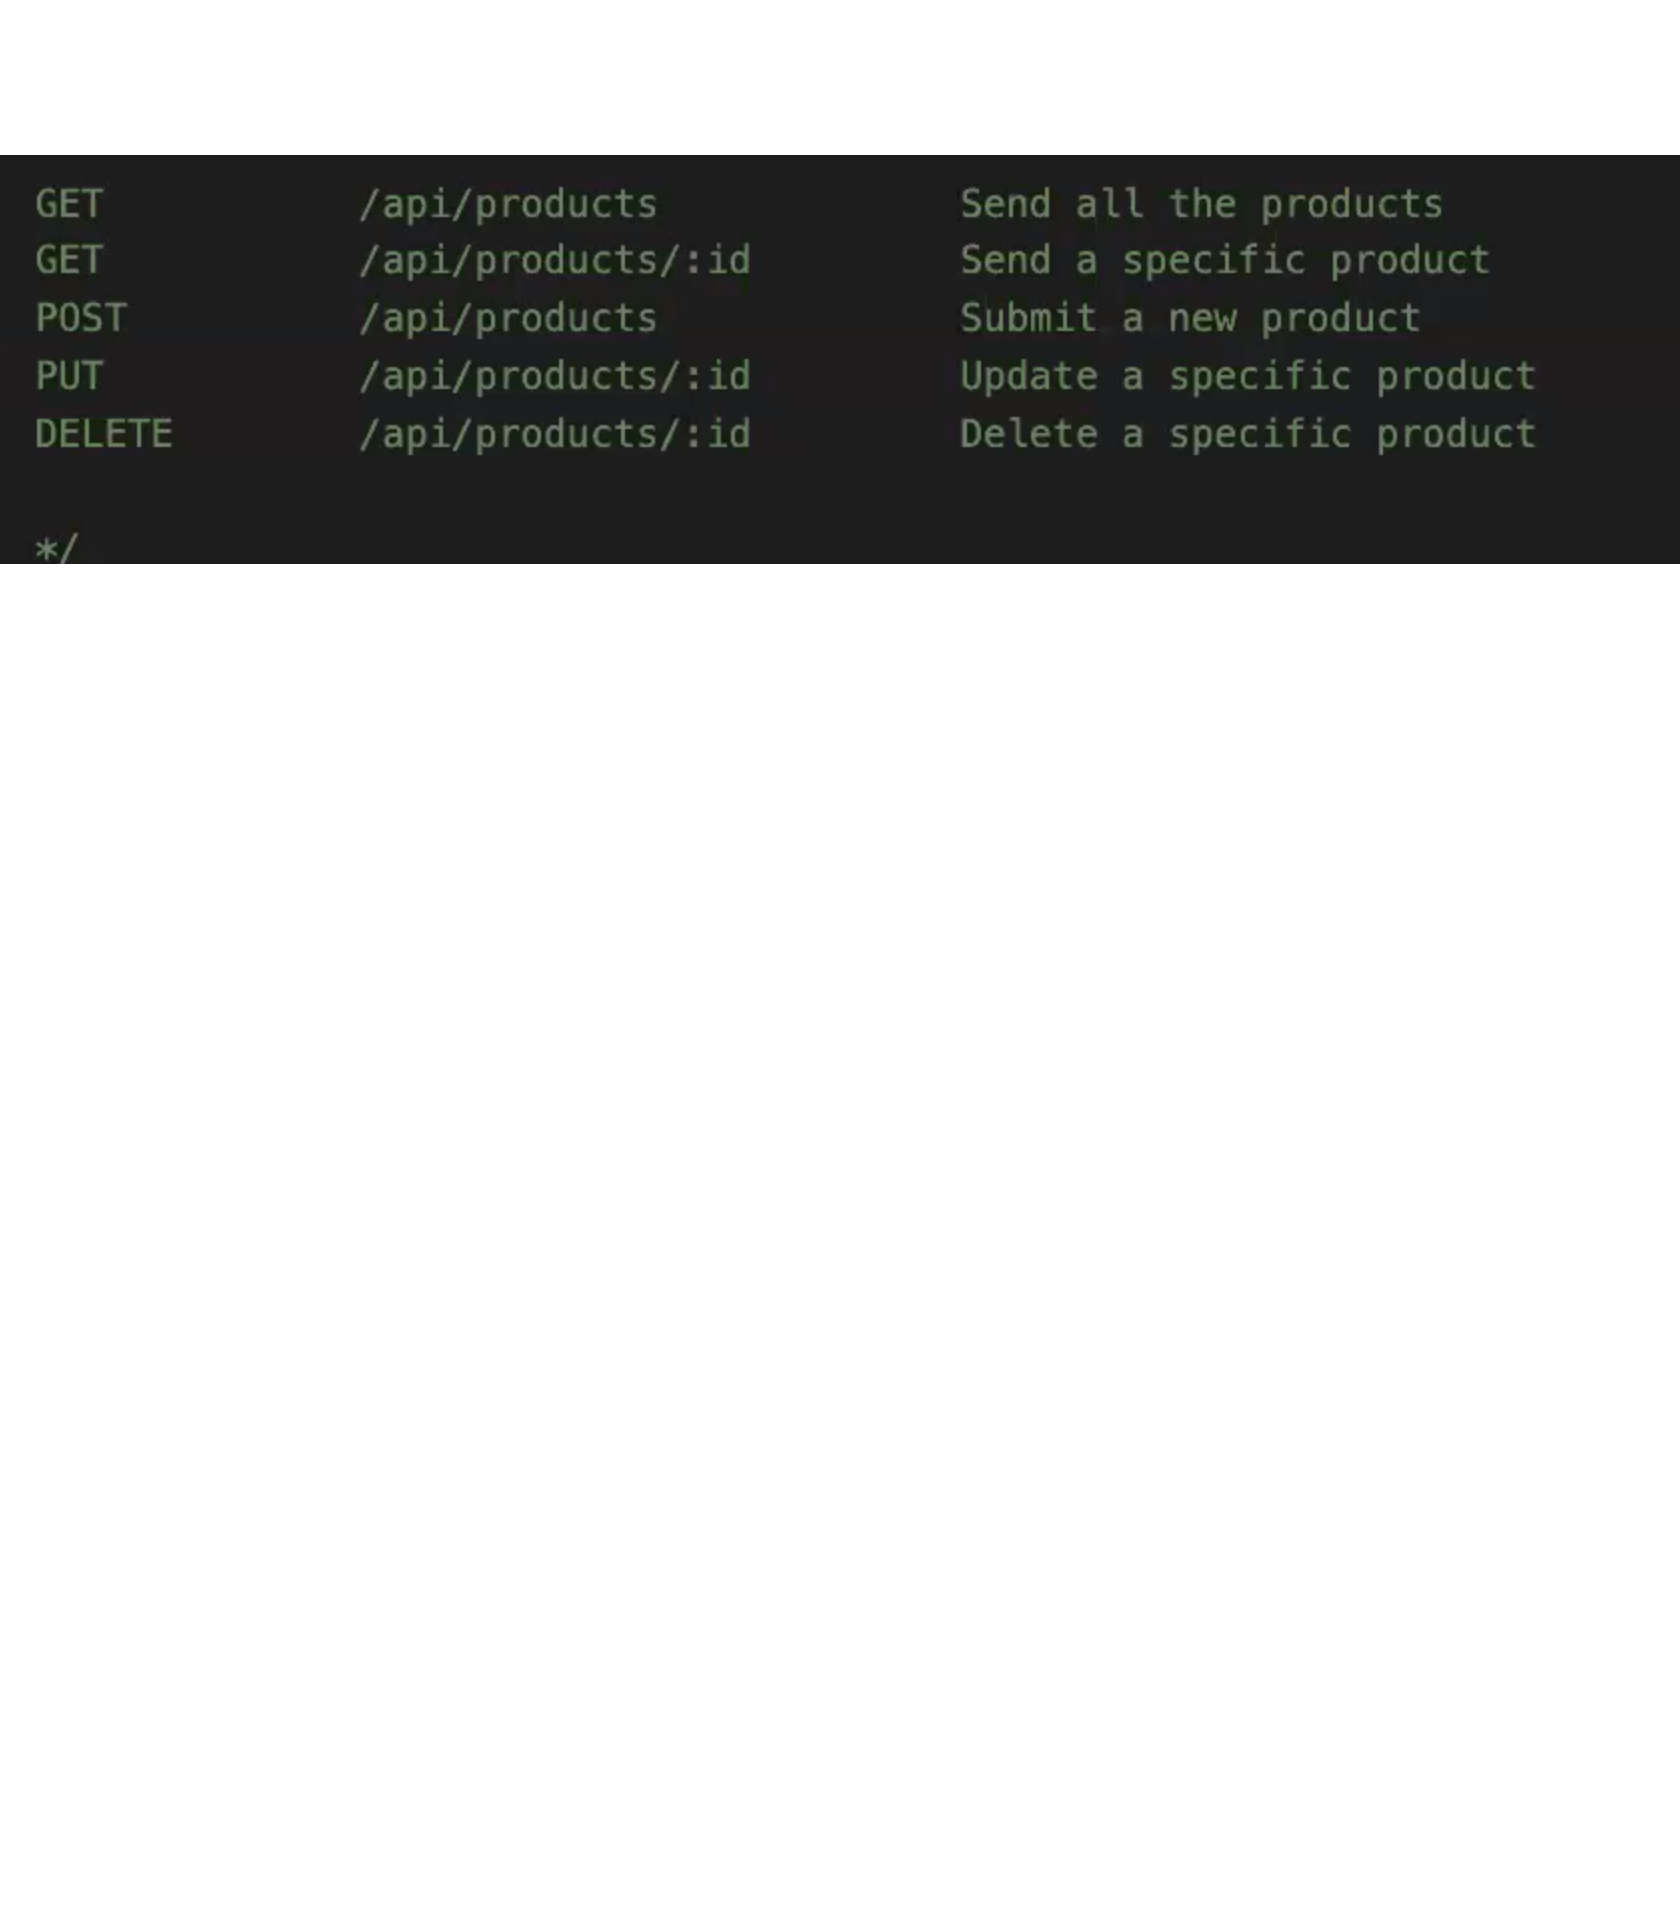 GET /api/products Send all the products
GET /api/products/:id Send a specific product
POST /api/products Submit a new product
PUT /api/products/:id Update a specific product
DELETE /api/products/:id Delete a specific product
*/